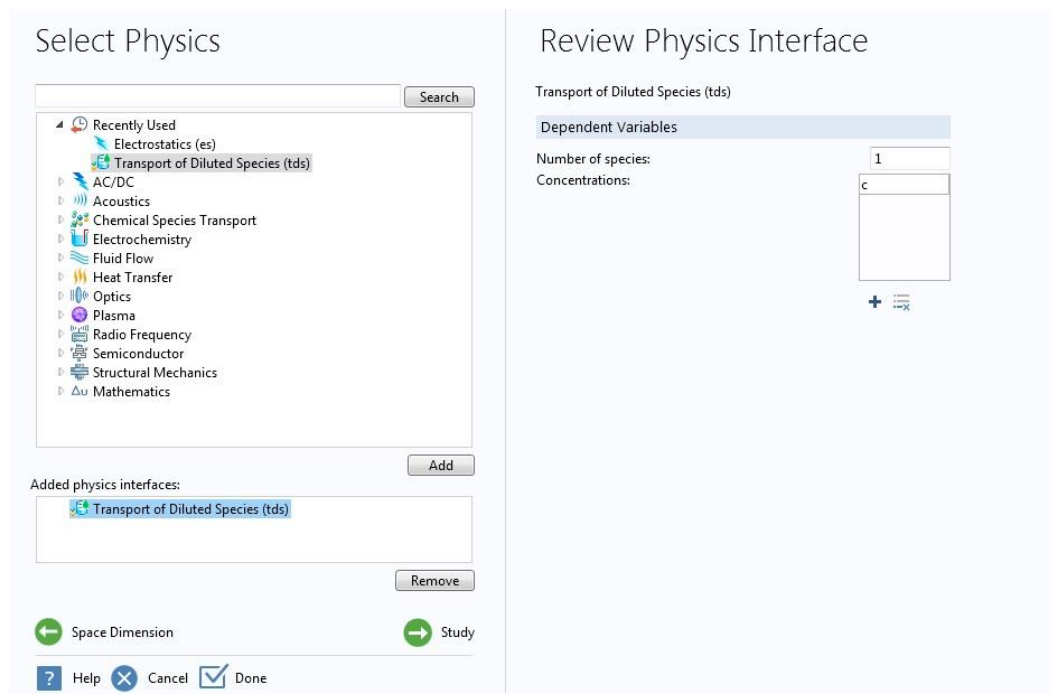 Select Physics
Search
Recently Used
Electrostatics (es)
Transport of Diluted Species (tds)
AC/DC
Acoustics
Chemical Species Transport
Electrochemistry
Fluid Flow
Heat Transfer
Optics
Plasma
Radio Frequency
Semiconductor
Structural Mechanics
Δu Mathematics
Add
Added physics interfaces:
Transport of Diluted Species (tds)
Remove
Space Dimension
Study
? Help Cancel Done
Review Physics Interface
Transport of Diluted Species (tds)
Dependent Variables
Number of species: 1
Concentrations: c